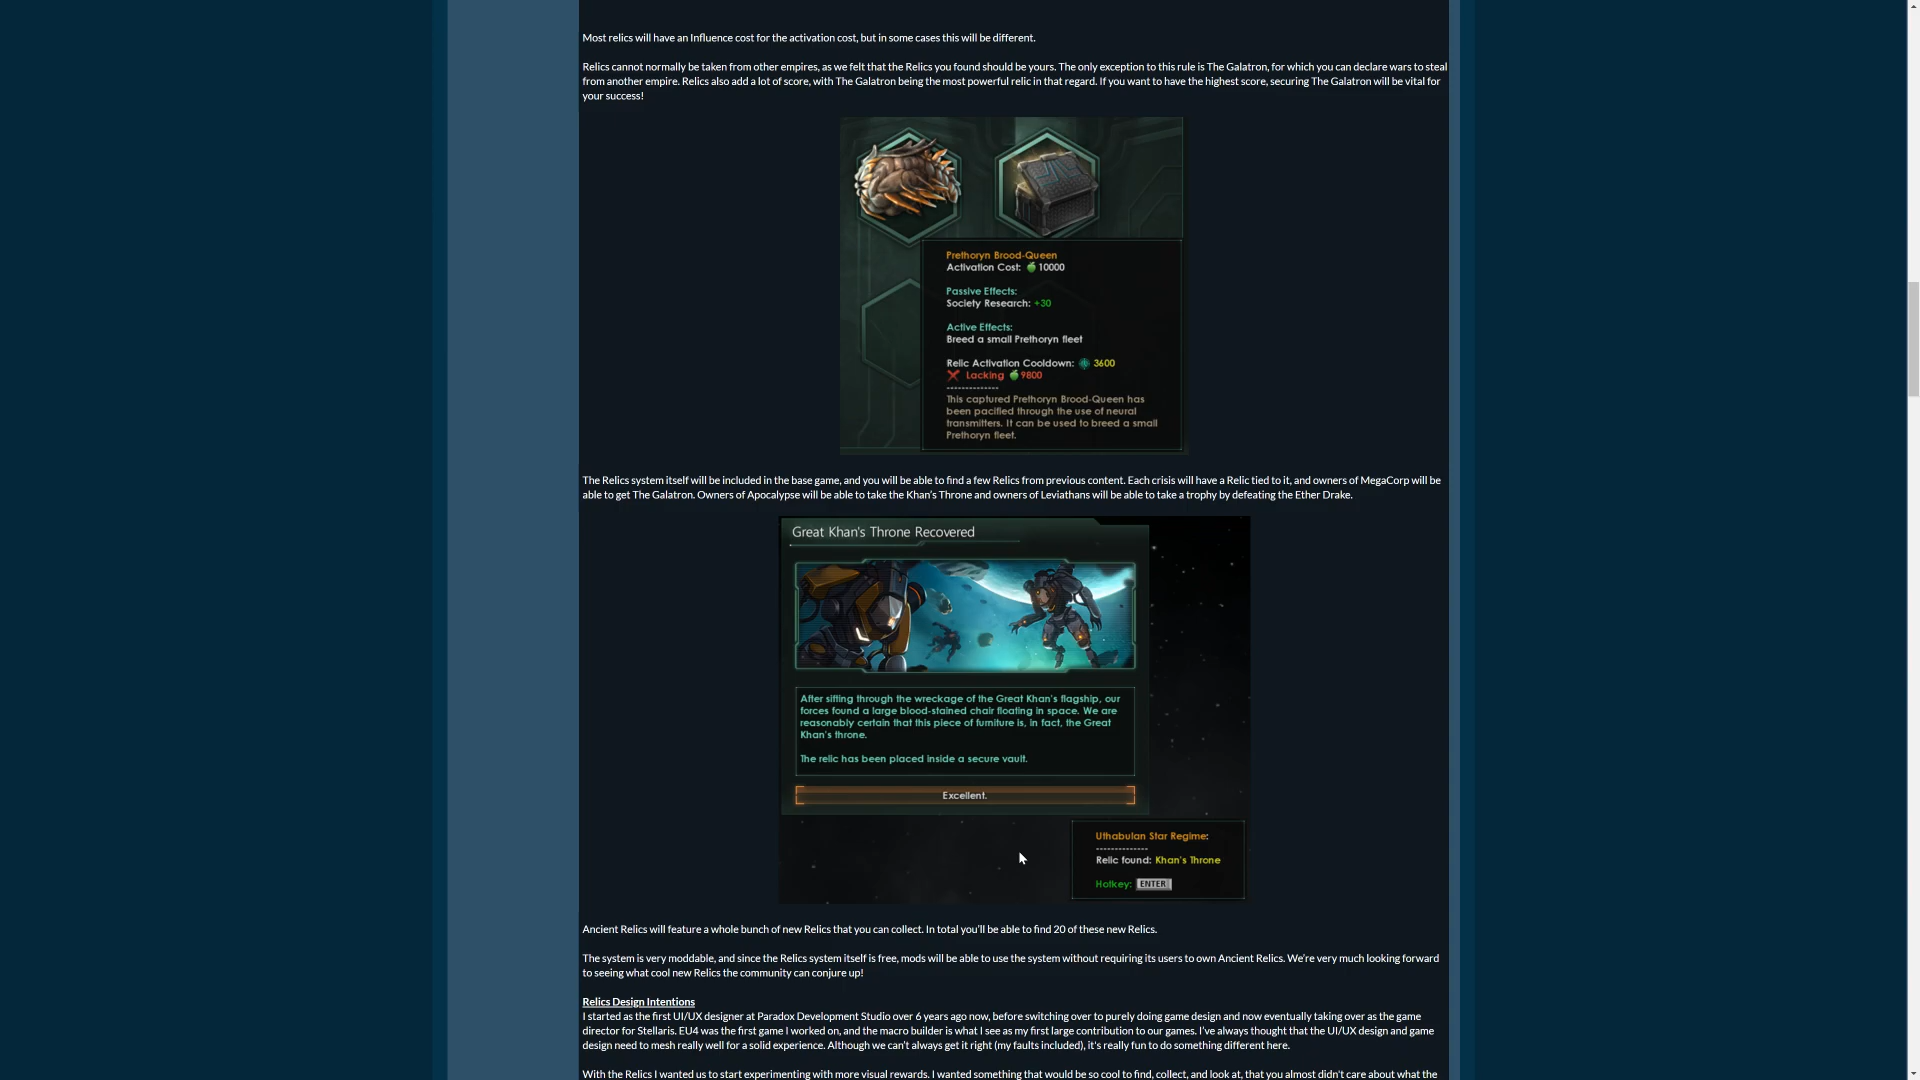 Most relics will have an Influence cost for the activation cost, but in some cases this will be different.
Relics cannot normally be taken from other empires, as we felt that the Relics you found should be yours. The only exception to this rule is The Galatron, for which you can declare wars to steal
from another empire. Relics also add a lot of score, with The Galatron being the most powerful relic in that regard. If you want to have the highest score, securing The Galatron will be vital for
your success!
Prethoryn Brood-Queen
Activation Cost: 10000
Passive Effects:
Society Research: +30
Active Effects:
Breed a small Prethoryn fleet
Relic Activation Cooldown: 3600
Lacking 9800
--------------
This captured Prethoryn Brood-Queen has
been pacified through the use of neural
transmitters. It can be used to breed a small
Prethoryn fleet.
The Relics system itself will be included in the base game, and you will be able to find a few Relics from previous content. Each crisis will have a Relic tied to it, and owners of MegaCorp will be
able to get The Galatron. Owners of Apocalypse will be able to take the Khan's Throne and owners of Leviathans will be able to take a trophy by defeating the Ether Drake.
Great Khan's Throne Recovered
After sifting through the wreckage of the Great Khan's flagship, our
forces found a large blood-stained chair floating in space. We are
reasonably certain that this piece of furniture is, in fact, the Great
Khan's throne.
The relic has been placed inside a secure vault.
Excellent.
Uthabulan Star Regime:
--------------
Relic found: Khan's Throne
Hotkey: ENTER
Ancient Relics will feature a whole bunch of new Relics that you can collect. In total you'll be able to find 20 of these new Relics.
The system is very moddable, and since the Relics system itself is free, mods will be able to use the system without requiring its users to own Ancient Relics. We're very much looking forward
to seeing what cool new Relics the community can conjure up!
Relics Design Intentions
I started as the first UI/UX designer at Paradox Development Studio over 6 years ago now, before switching over to purely doing game design and now eventually taking over as the game
director for Stellaris. EU4 was the first game I worked on, and the macro builder is what I see as my first large contribution to our games. I've always thought that the UI/UX design and game
design need to mesh really well for a solid experience. Although we can't always get it right (my faults included), it's really fun to do something different here.
With the Relics I wanted us to start experimenting with more visual rewards. I wanted something that would be so cool to find, collect, and look at, that you almost didn't care about what the